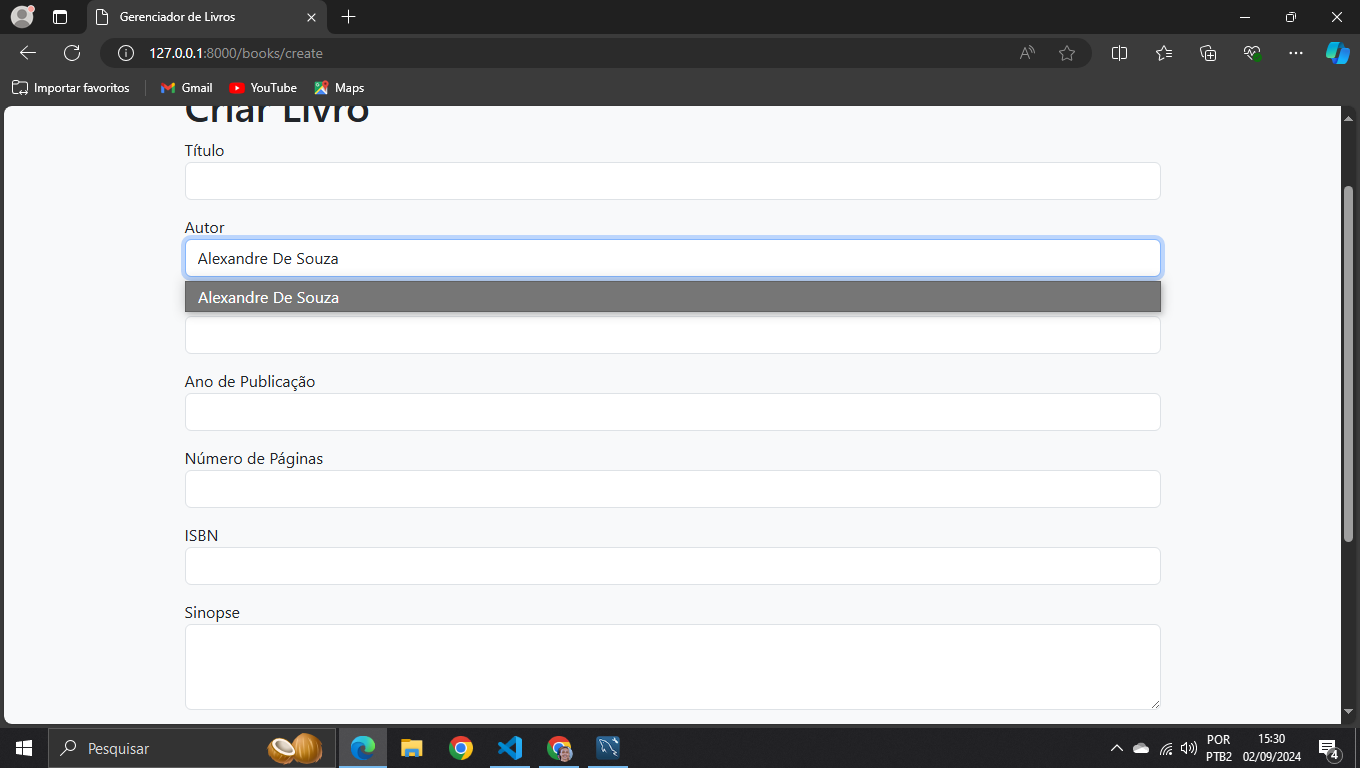 Gerenciador de Livros
127.0.0.1:8000/books/create
Importar favoritos
Gmail
YouTube
Maps
Criar Livro
Título
Autor
Alexandre De Souza
Alexandre De Souza
Ano de Publicação
Número de Páginas
ISBN
Sinopse
Pesquisar
POR
PTB2
15:30
02/09/2024
4